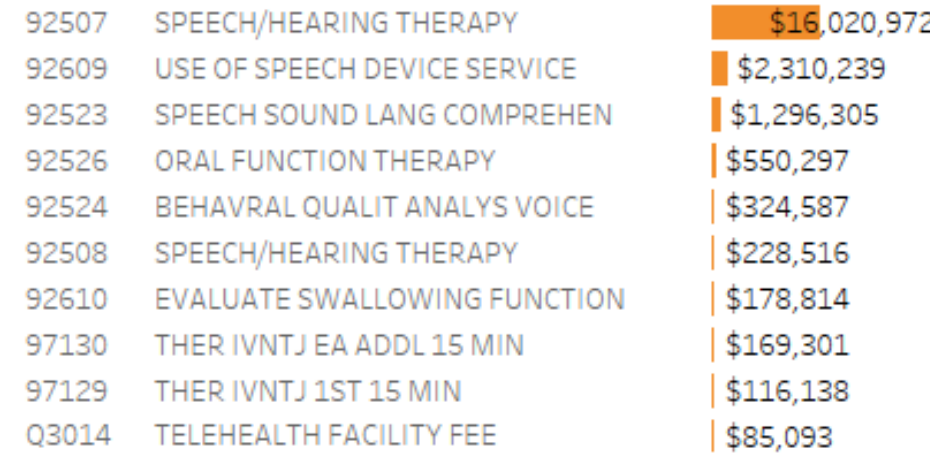 92507 SPEECH/HEARING THERAPY $16,020,972
92609 USE OF SPEECH DEVICE SERVICE $2,310,239
92523 SPEECH SOUND LANG COMPREHEN $1,296,305
92526 ORAL FUNCTION THERAPY $550,297
92524 BEHAVRAL QUALIT ANALYS VOICE $324,587
92508 SPEECH/HEARING THERAPY $228,516
92610 EVALUATE SWALLOWING FUNCTION $178,814
97130 THER IVNTJ EA ADDL 15 MIN $169,301
97129 THER IVNTJ 1ST 15 MIN $116,138
Q3014 TELEHEALTH FACILITY FEE $85,093